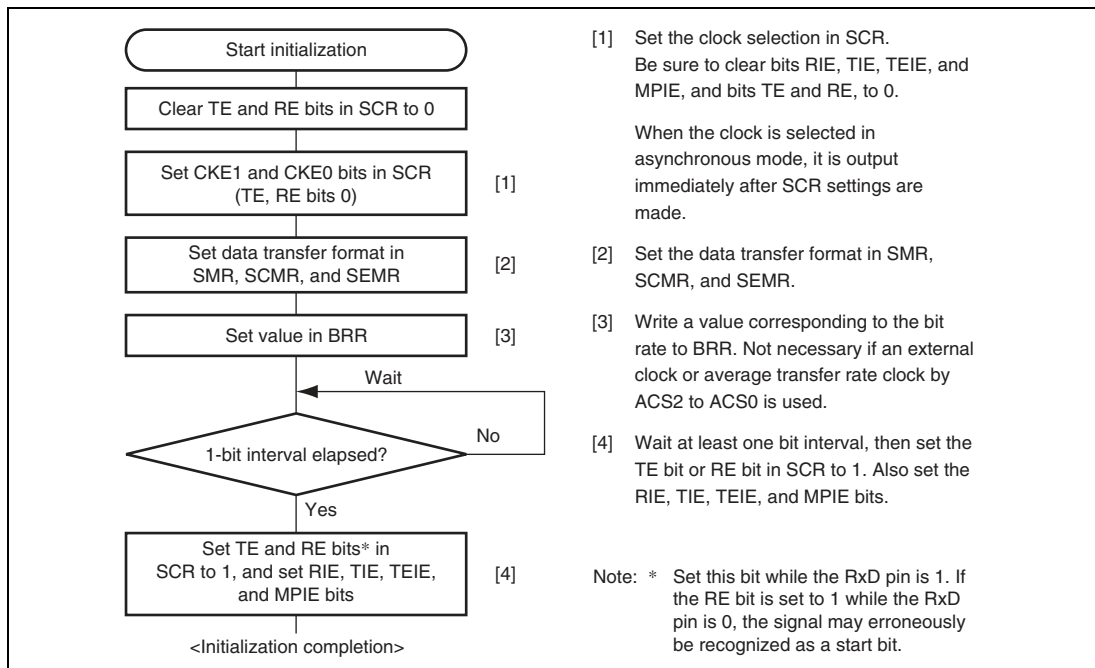 Start initialization
Clear TE and RE bits in SCR to 0
Set CKE1 and CKE0 bits in SCR
(TE, RE bits 0)
[1]
Set data transfer format in
SMR, SCMR, and SEMR
[2]
Set value in BRR
[3]
Wait
1-bit interval elapsed?
No
Yes
Set TE and RE bits* in
SCR to 1, and set RIE, TIE, TEIE,
and MPIE bits
[4]
<Initialization completion>
[1] Set the clock selection in SCR.
Be sure to clear bits RIE, TIE, TEIE, and
MPIE, and bits TE and RE, to 0.
When the clock is selected in
asynchronous mode, it is output
immediately after SCR settings are
made.
[2] Set the data transfer format in SMR,
SCMR, and SEMR.
[3] Write a value corresponding to the bit
rate to BRR. Not necessary if an external
clock or average transfer rate clock by
ACS2 to ACS0 is used.
[4] Wait at least one bit interval, then set the
TE bit or RE bit in SCR to 1. Also set the
RIE, TIE, TEIE, and MPIE bits.
Note: * Set this bit while the RxD pin is 1. If
the RE bit is set to 1 while the RxD
pin is 0, the signal may erroneously
be recognized as a start bit.